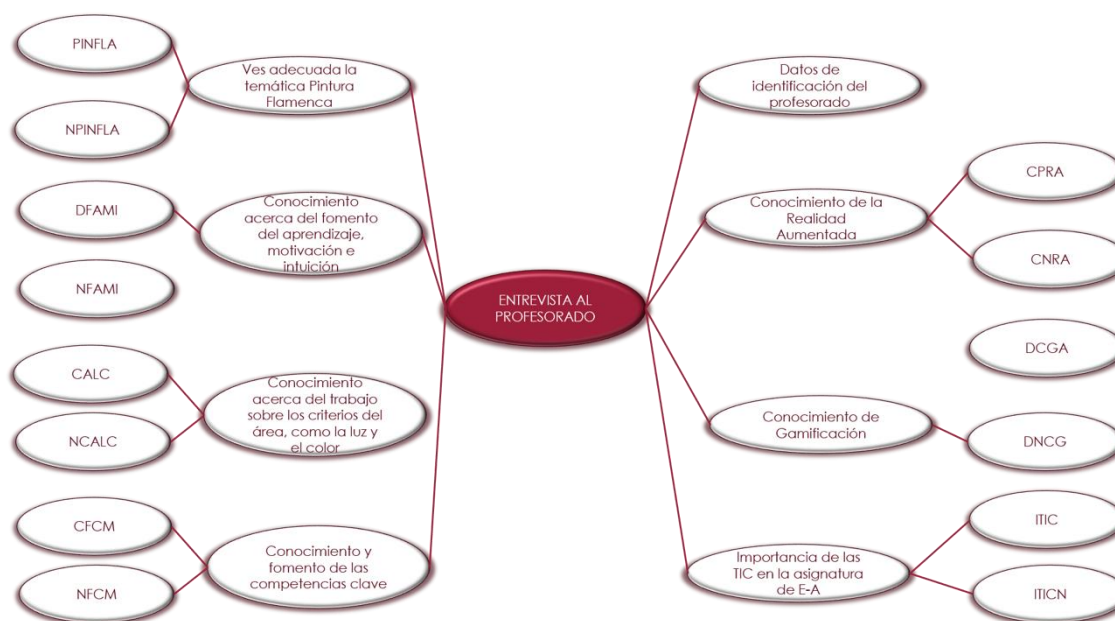 PINFLA
NPINFLA
Ves adecuada la
temática Pintura
Flamenca
DFAMI
NFAMI
Conocimiento
acerca del fomento
del aprendizaje,
motivación e
intuición
CALC
NCALC
Conocimiento
acerca del trabajo
sobre los criterios del
área, como la luz y
el color
CFCM
NFCM
Conocimiento y
fomento de las
competencias clave
ENTREVISTA AL
PROFESORADO
Datos de
identificación del
profesorado
Conocimiento de la
Realidad
Aumentada
CPRA
CNRA
Conocimiento de
Gamificación
DCGA
DNCG
Importancia de las
TIC en la asignatura
de E-A
ITIC
ITICN